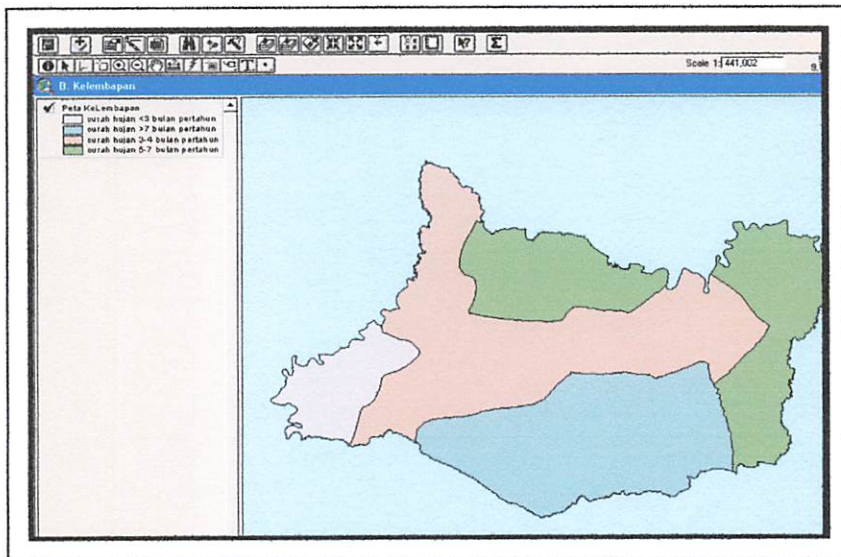 Scale 1: 441,002
9,
B. Kelembapan
Peta KeLembapan
curah hujan <3 bulan pertahun
curah hujan >7 bulan pertahun
curah hujan 3-4 bulan pertahun
curah hujan 5-7 bulan pertahun